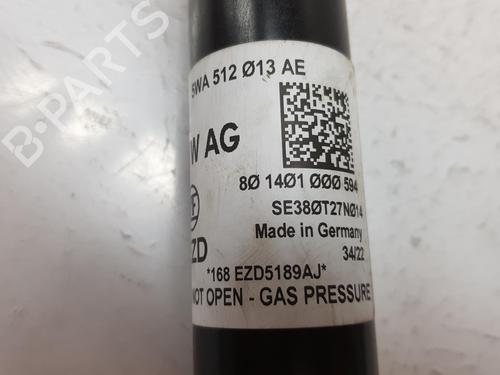 B-PARTS
5WA 512 Ø13 AE
W AG
8Ø 14Ø1 ØØØ 594
SE38ØT27NØ14
Made in Germany
ZD
34/22
*168 EZD5189AJ*
NOT OPEN - GAS PRESSURE